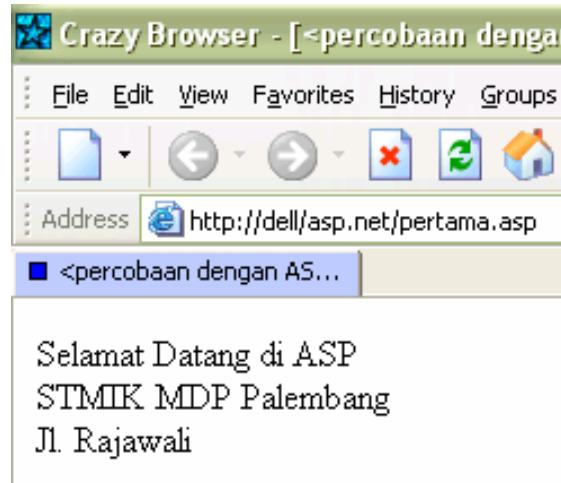 Crazy Browser - [<percobaan denga
File Edit View Favorites History Groups
Address http://dell/asp.net/pertama.asp
<percobaan dengan AS...
Selamat Datang di ASP
STMIK MDP Palembang
Jl. Rajawali